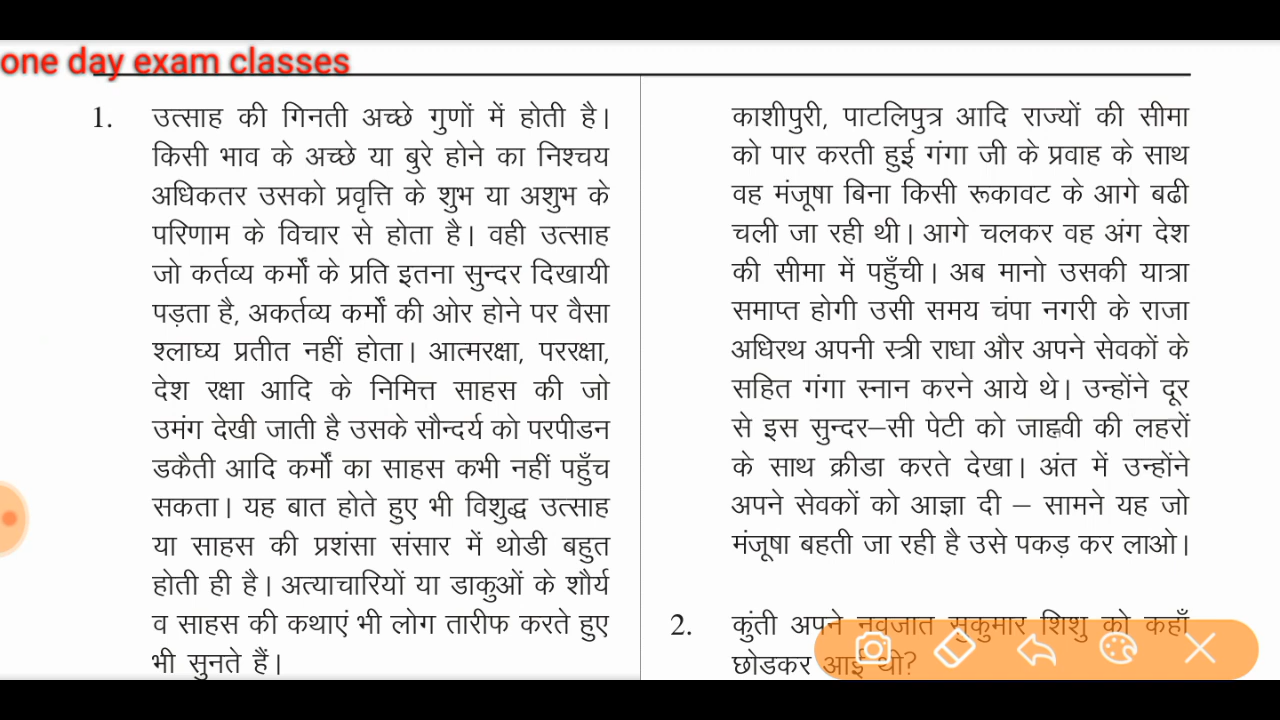 one day exam classes
1. उत्साह की गिनती अच्छे गुणों में होती है।
किसी भाव के अच्छे या बुरे होने का निश्चय
अधिकतर उसको प्रवृत्ति के शुभ या अशुभ के
परिणाम के विचार से होता है। वही उत्साह
जो कर्तव्य कर्मों के प्रति इतना सुन्दर दिखायी
पड़ता है, अकर्तव्य कर्मों की ओर होने पर वैसा
श्लाघ्य प्रतीत नहीं होता। आत्मरक्षा, पररक्षा,
देश रक्षा आदि के निमित्त साहस की जो
उमंग देखी जाती है उसके सौन्दर्य को परपीडन
डकैती आदि कर्मों का साहस कभी नहीं पहुँच
सकता। यह बात होते हुए भी विशुद्ध उत्साह
या साहस की प्रशंसा संसार में थोडी बहुत
होती ही है। अत्याचारियों या डाकुओं के शौर्य
व साहस की कथाएं भी लोग तारीफ करते हुए
भी सुनते हैं।
काशीपुरी, पाटलिपुत्र आदि राज्यों की सीमा
को पार करती हुई गंगा जी के प्रवाह के साथ
वह मंजूषा बिना किसी रूकावट के आगे बढी
चली जा रही थी। आगे चलकर वह अंग देश
की सीमा में पहुँची। अब मानो उसकी यात्रा
समाप्त होगी उसी समय चंपा नगरी के राजा
अधिरथ अपनी स्त्री राधा और अपने सेवकों के
सहित गंगा स्नान करने आये थे। उन्होंने दूर
से इस सुन्दर–सी पेटी को जाह्नवी की लहरों
के साथ क्रीडा करते देखा। अंत में उन्होंने
अपने सेवकों को आज्ञा दी – सामने यह जो
मंजूषा बहती जा रही है उसे पकड़ कर लाओ।
2. कुंती अपने नवजात सुकुमार शिशु को कहाँ
छोडकर आई थी?